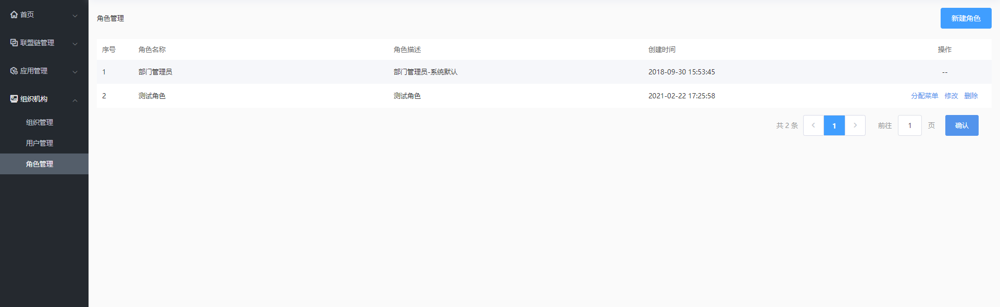 首页
联盟链管理
应用管理
组织机构
组织管理
用户管理
角色管理
角色管理
新建角色
序号 角色名称 角色描述 创建时间 操作
1 部门管理员 部门管理员-系统默认 2018-09-30 15:53:45 --
2 测试角色 测试角色 2021-02-22 17:25:58 分配菜单 修改 删除
共 2 条 1 前往 1 页 确认